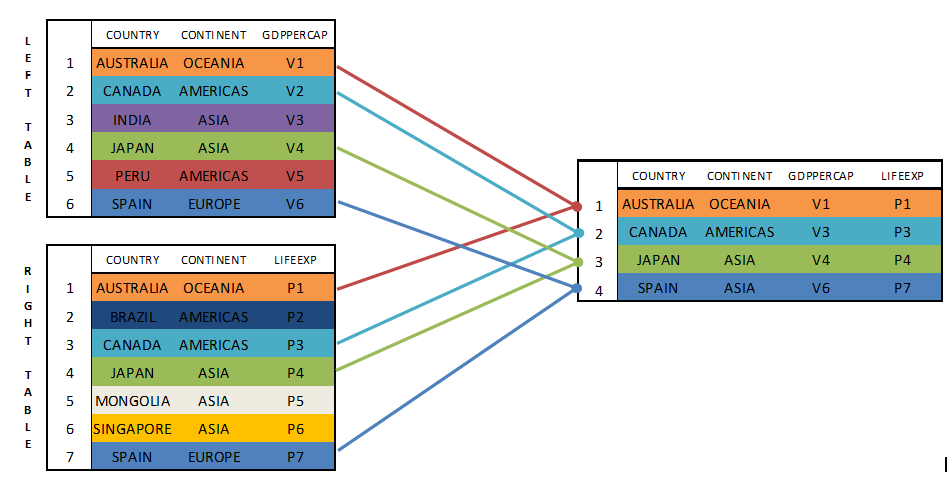 LEFT TABLE
COUNTRY CONTINENT GDPPERCAP
1 AUSTRALIA OCEANIA V1
2 CANADA AMERICAS V2
3 INDIA ASIA V3
4 JAPAN ASIA V4
5 PERU AMERICAS V5
6 SPAIN EUROPE V6
RIGHT TABLE
COUNTRY CONTINENT LIFEEXP
1 AUSTRALIA OCEANIA P1
2 BRAZIL AMERICAS P2
3 CANADA AMERICAS P3
4 JAPAN ASIA P4
5 MONGOLIA ASIA P5
6 SINGAPORE ASIA P6
7 SPAIN EUROPE P7
COUNTRY CONTINENT GDPPERCAP LIFEEXP
1 AUSTRALIA OCEANIA V1 P1
2 CANADA AMERICAS V3 P3
3 JAPAN ASIA V4 P4
4 SPAIN ASIA V6 P7